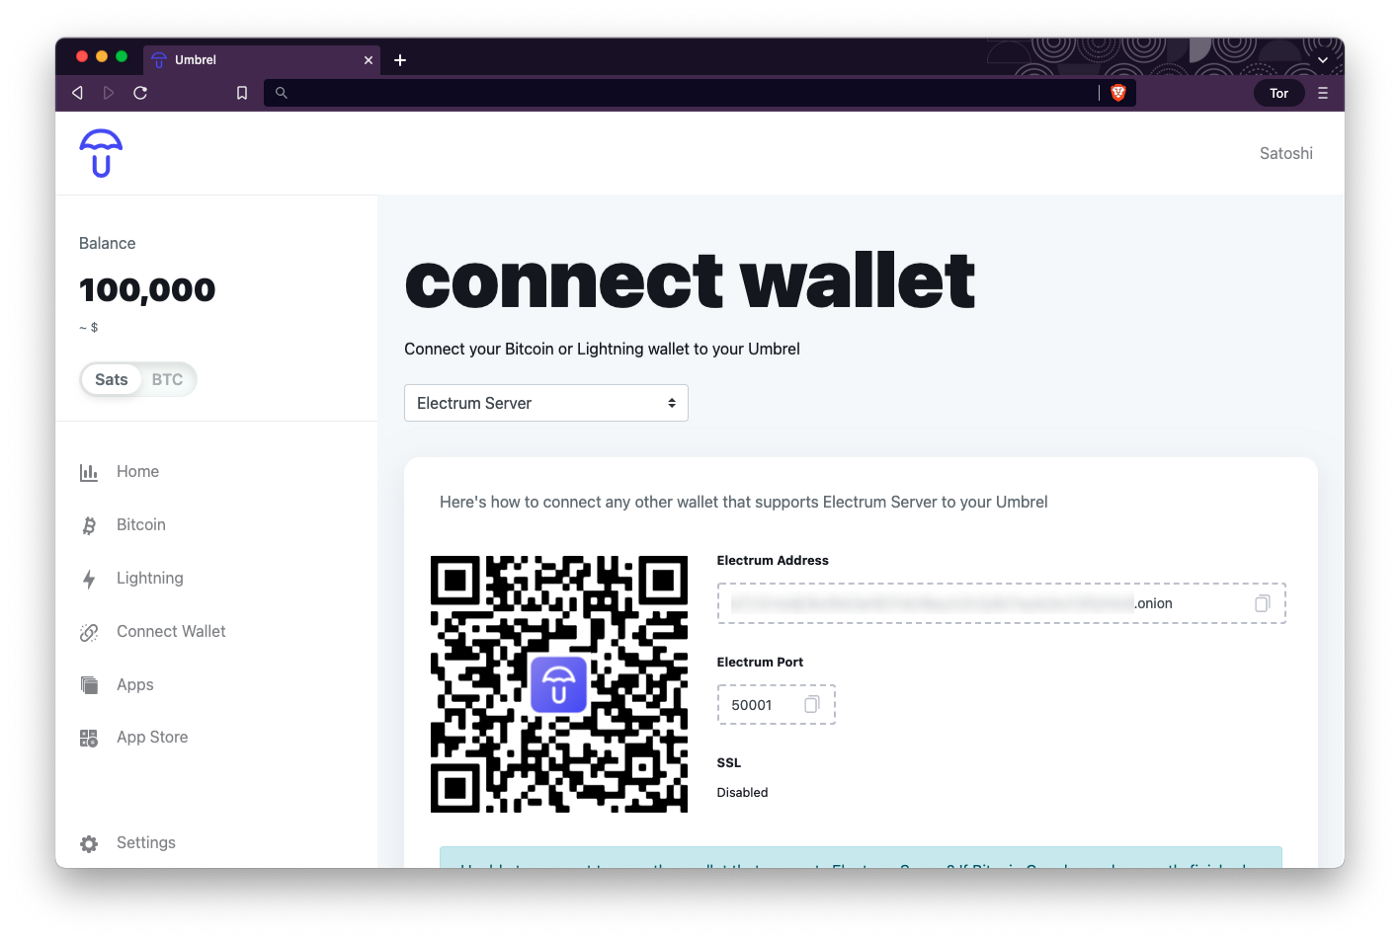 Umbrel
Tor
Satoshi
Balance
100,000
~ $
Sats BTC
Home
Bitcoin
Lightning
Connect Wallet
Apps
App Store
Settings
connect wallet
Connect your Bitcoin or Lightning wallet to your Umbrel
Electrum Server
Here's how to connect any other wallet that supports Electrum Server to your Umbrel
Electrum Address
.onion
Electrum Port
50001
SSL
Disabled